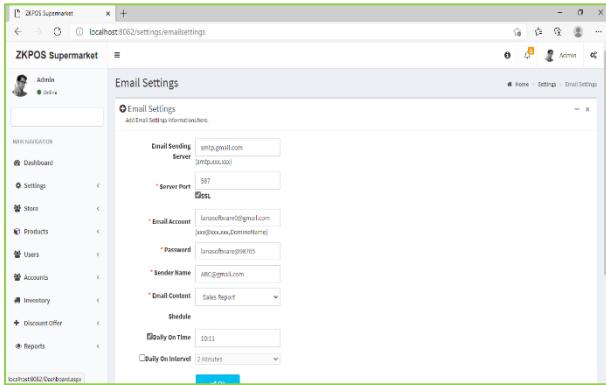 ZKPOS Supermarket
localhost:8082/settings/emailsettings
ZKPOS Supermarket
Admin
Admin
Online
Email Settings
Home Settings Email Settings
Email Settings
Add Email Settings Informations here.
MAIN NAVIGATION
Dashboard
Settings
Store
Products
Users
Accounts
Inventory
Discount Offer
Reports
Email Sending Server
smtp.gmail.com
(smtp.xxx.xxx)
* Server Port
587
SSL
* Email Account
lanasoftware0@gmail.com
(xxx@xxx.xxx,DomineName)
* Password
lanasoftware@98765
* Sender Name
ABC@gmail.com
* Email Content
Sales Report
Shedule
Daily On Time
10:11
Daily On Interval
2 Minutes
localhost:8082/Dashboard.aspx